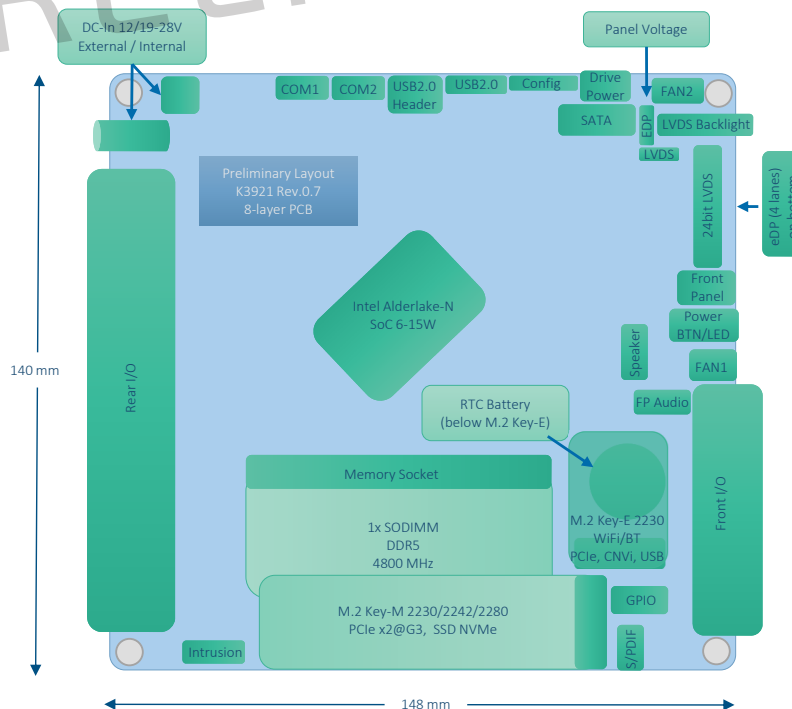 DC-In 12/19-28V
External / Internal
Panel Voltage
COM1
COM2
USB2.0
Header
USB2.0
Config
Drive
Power
FAN2
SATA
EDP
LVDS Backlight
LVDS
Preliminary Layout
K3921 Rev.0.7
8-layer PCB
24bit LVDS
eDP (4 lanes)
on bottom
Front
Panel
Intel Alderlake-N
SoC 6-15W
Power
BTN/LED
Speaker
FAN1
140 mm
Rear I/O
RTC Battery
(below M.2 Key-E)
FP Audio
Memory Socket
Front I/O
1x SODIMM
DDR5
4800 MHz
M.2 Key-E 2230
WiFi/BT
PCIe, CNVi, USB
M.2 Key-M 2230/2242/2280
PCIe x2@G3, SSD NVMe
GPIO
S/PDIF
Intrusion
148 mm